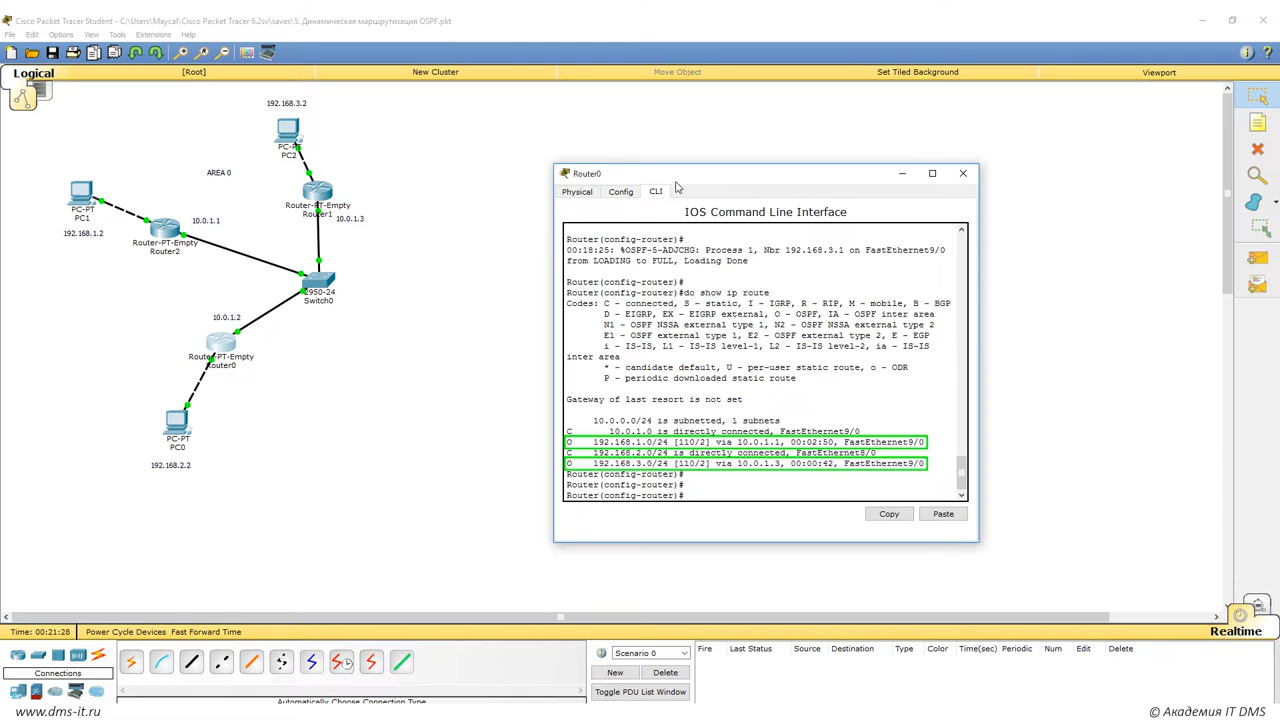 Cisco Packet Tracer Student - C:\Users\Maycal\Cisco Packet Tracer 6.2sv\saves\5. Динамическая маршрутизация OSPF.pkt
File Edit Options View Tools Extensions Help
Logical [Root] New Cluster Move Object Set Tiled Background Viewport
192.168.3.2
PC-PT
PC2
AREA 0
PC-PT
PC1
192.168.1.2
Router-PT-Empty
Router1
10.0.1.3
10.0.1.1
Router-PT-Empty
Router2
2950-24
Switch0
10.0.1.2
Router-PT-Empty
Router0
PC-PT
PC0
192.168.2.2
Router0
Physical Config CLI
IOS Command Line Interface
Router(config-router)#
00:18:25: %OSPF-5-ADJCHG: Process 1, Nbr 192.168.3.1 on FastEthernet9/0
from LOADING to FULL, Loading Done
Router(config-router)#
Router(config-router)#do show ip route
Codes: C - connected, S - static, I - IGRP, R - RIP, M - mobile, B - BGP
D - EIGRP, EX - EIGRP external, O - OSPF, IA - OSPF inter area
N1 - OSPF NSSA external type 1, N2 - OSPF NSSA external type 2
E1 - OSPF external type 1, E2 - OSPF external type 2, E - EGP
i - IS-IS, L1 - IS-IS level-1, L2 - IS-IS level-2, ia - IS-IS
inter area
* - candidate default, U - per-user static route, o - ODR
P - periodic downloaded static route
Gateway of last resort is not set
10.0.0.0/24 is subnetted, 1 subnets
C 10.0.1.0 is directly connected, FastEthernet9/0
O 192.168.1.0/24 [110/2] via 10.0.1.1, 00:02:50, FastEthernet9/0
C 192.168.2.0/24 is directly connected, FastEthernet8/0
O 192.168.3.0/24 [110/2] via 10.0.1.3, 00:00:42, FastEthernet9/0
Router(config-router)#
Router(config-router)#
Router(config-router)#
Copy Paste
Time: 00:21:28 Power Cycle Devices Fast Forward Time Realtime
Connections
Automatically Choose Connection Type
Scenario 0
New Delete
Toggle PDU List Window
Fire Last Status Source Destination Type Color Time(sec) Periodic Num Edit Delete
www.dms-it.ru
© Академия IT DMS